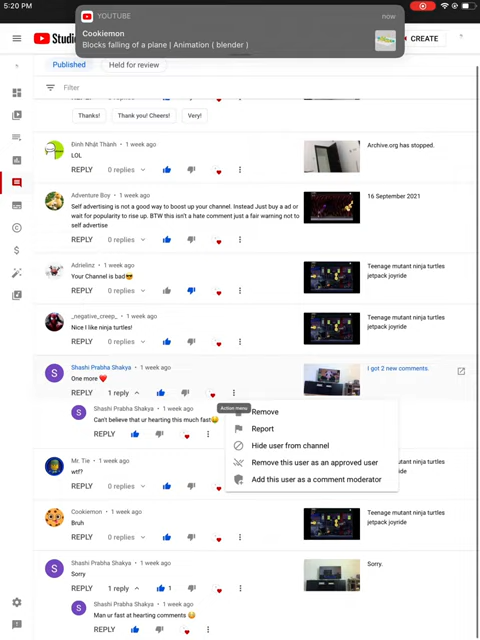 5:20 PM
YOUTUBE
now
Cookiemon
Blocks falling of a plane | Animation ( blender )
Studio
CREATE
Published
Held for review
Filter
Thanks!
Thank you! Cheers!
Very!
Đinh Nhật Thành • 1 week ago
LOL
REPLY
0 replies
Archive.org has stopped.
Adventure Boy • 1 week ago
Self advertising is not a good way to boost up your channel. Instead Just buy a ad or
wait for popularity to rise up. BTW this isn't a hate comment just a fair warning not to
self advertise
REPLY
0 replies
16 September 2021
Adrielinz • 1 week ago
Your Channel is bad😎
REPLY
0 replies
Teenage mutant ninja turtles
jetpack joyride
_negative_creep_ • 1 week ago
Nice I like ninja turtles!
REPLY
0 replies
Teenage mutant ninja turtles
jetpack joyride
Shashi Prabha Shakya • 1 week ago
One more ❤️
REPLY
1 reply
I got 2 new comments.
Action menu
Remove
Report
Hide user from channel
Remove this user as an approved user
Add this user as a comment moderator
Shashi Prabha Shakya • 1 week ago
Can't believe that ur hearting this much fast😄
REPLY
Mr. Tie • 1 week ago
wtf?
REPLY
0 replies
ninja turtles
Cookiemon • 1 week ago
Bruh
REPLY
0 replies
Teenage mutant ninja turtles
jetpack joyride
Shashi Prabha Shakya • 1 week ago
Sorry
REPLY
1 reply
1
Sorry.
Shashi Prabha Shakya • 1 week ago
Man ur fast at hearting comments 😳
REPLY